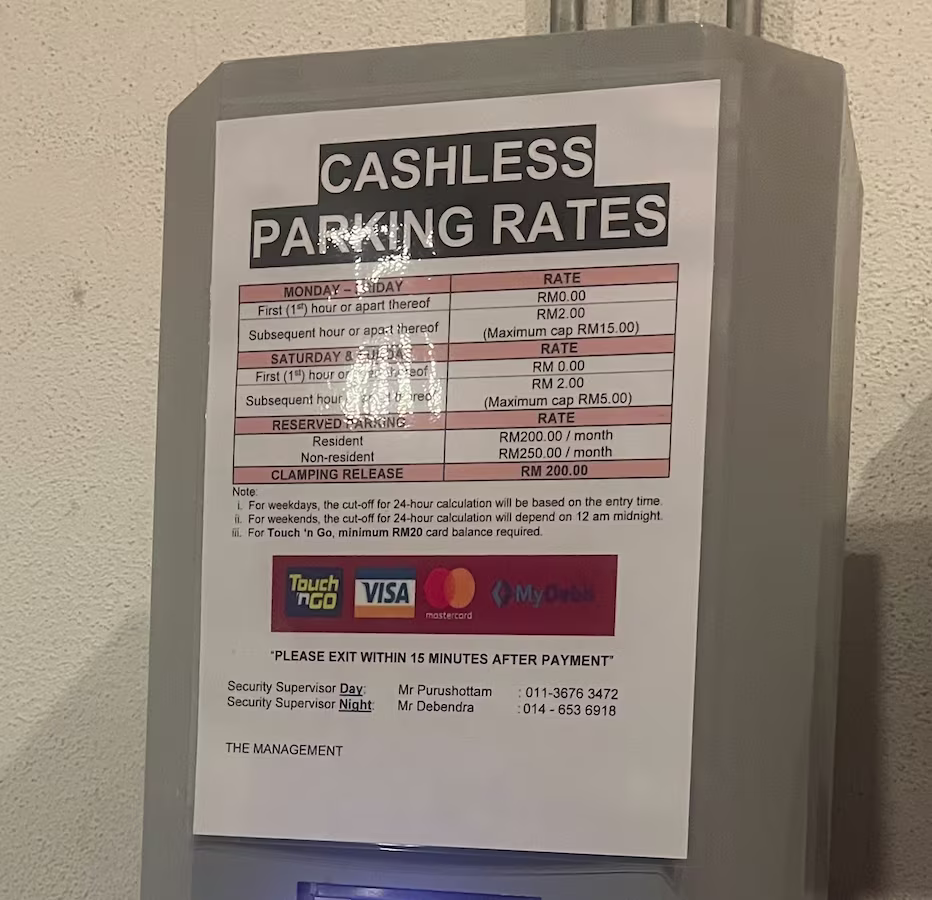 CASHLESS
PARKING RATES
MONDAY – FRIDAY RATE
First (1st) hour or apart thereof RM0.00
Subsequent hour or apart thereof RM2.00
(Maximum cap RM15.00)
SATURDAY & RATE
First (1st) hour or thereof RM 0.00
Subsequent hour thereof RM 2.00
(Maximum cap RM5.00)
RESERVED PARKING RATE
Resident RM200.00 / month
Non-resident RM250.00 / month
CLAMPING RELEASE RM 200.00
Note:
i. For weekdays, the cut-off for 24-hour calculation will be based on the entry time.
ii. For weekends, the cut-off for 24-hour calculation will depend on 12 am midnight.
iii. For Touch 'n Go, minimum RM20 card balance required.
Touch 'n GO VISA mastercard MyDebit
"PLEASE EXIT WITHIN 15 MINUTES AFTER PAYMENT"
Security Supervisor Day: Mr Purushottam : 011-3676 3472
Security Supervisor Night: Mr Debendra : 014 - 653 6918
THE MANAGEMENT